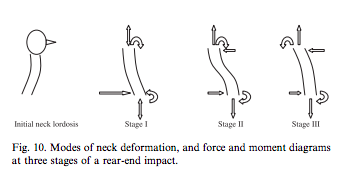 Initial neck lordosis Stage I Stage II Stage III
Fig. 10. Modes of neck deformation, and force and moment diagrams
at three stages of a rear-end impact.